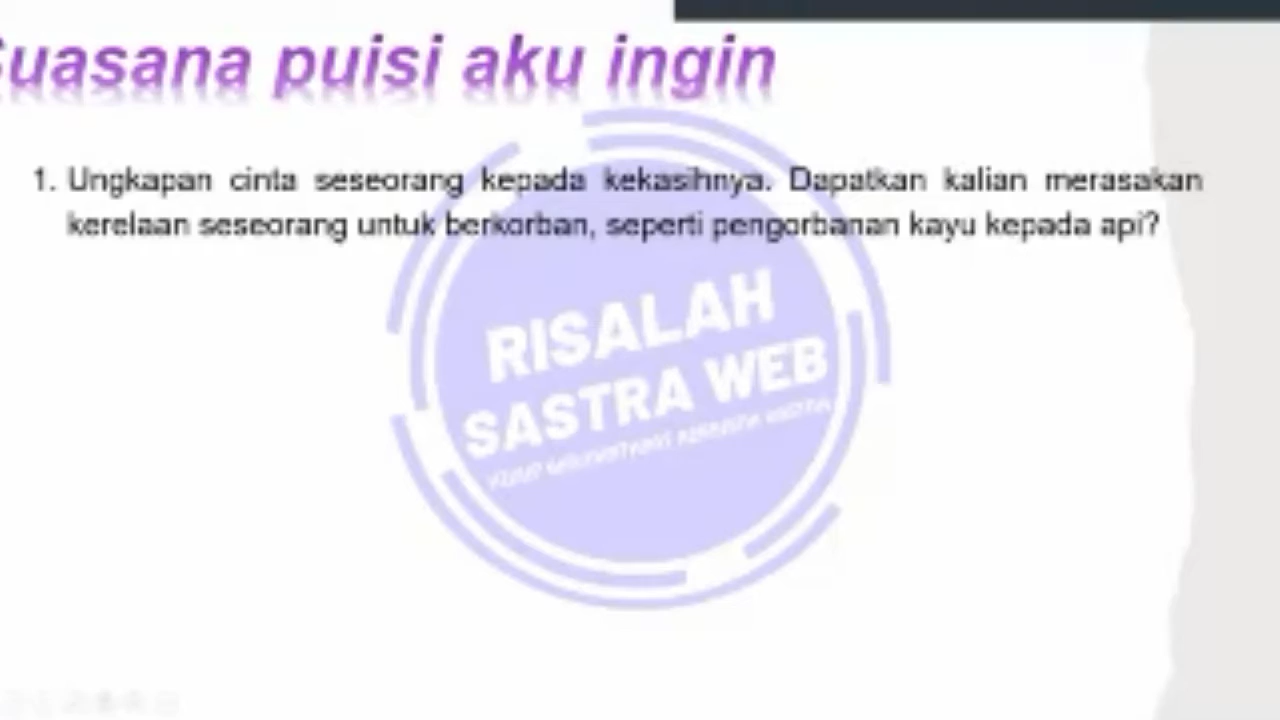 Suasana puisi aku ingin
1. Ungkapan cinta seseorang kepada kekasihnya. Dapatkan kalian merasakan
kerelaan seseorang untuk berkorban, seperti pengorbanan kayu kepada api?
RISALAH
SASTRA WEB